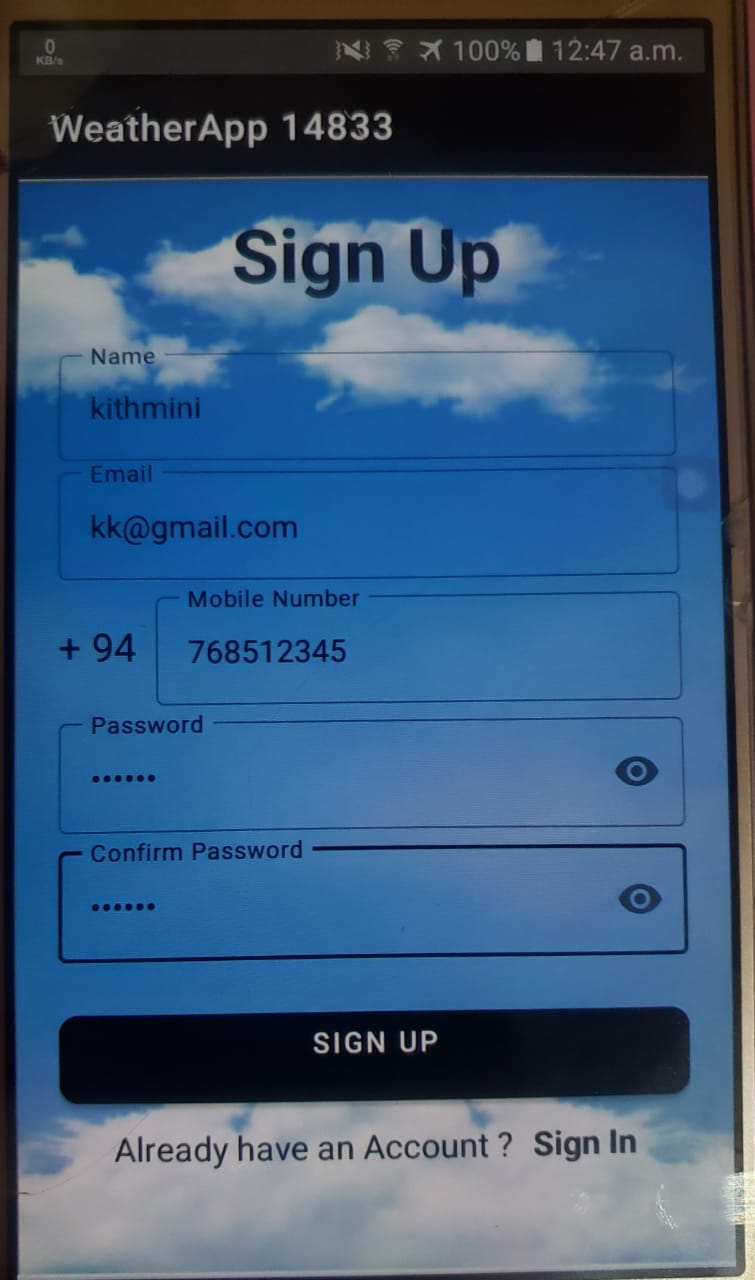 0
KB/s
100% 12:47 a.m.
WeatherApp 14833
Sign Up
Name
kithmini
Email
kk@gmail.com
Mobile Number
+ 94 768512345
Password
••••••
Confirm Password
••••••
SIGN UP
Already have an Account ? Sign In